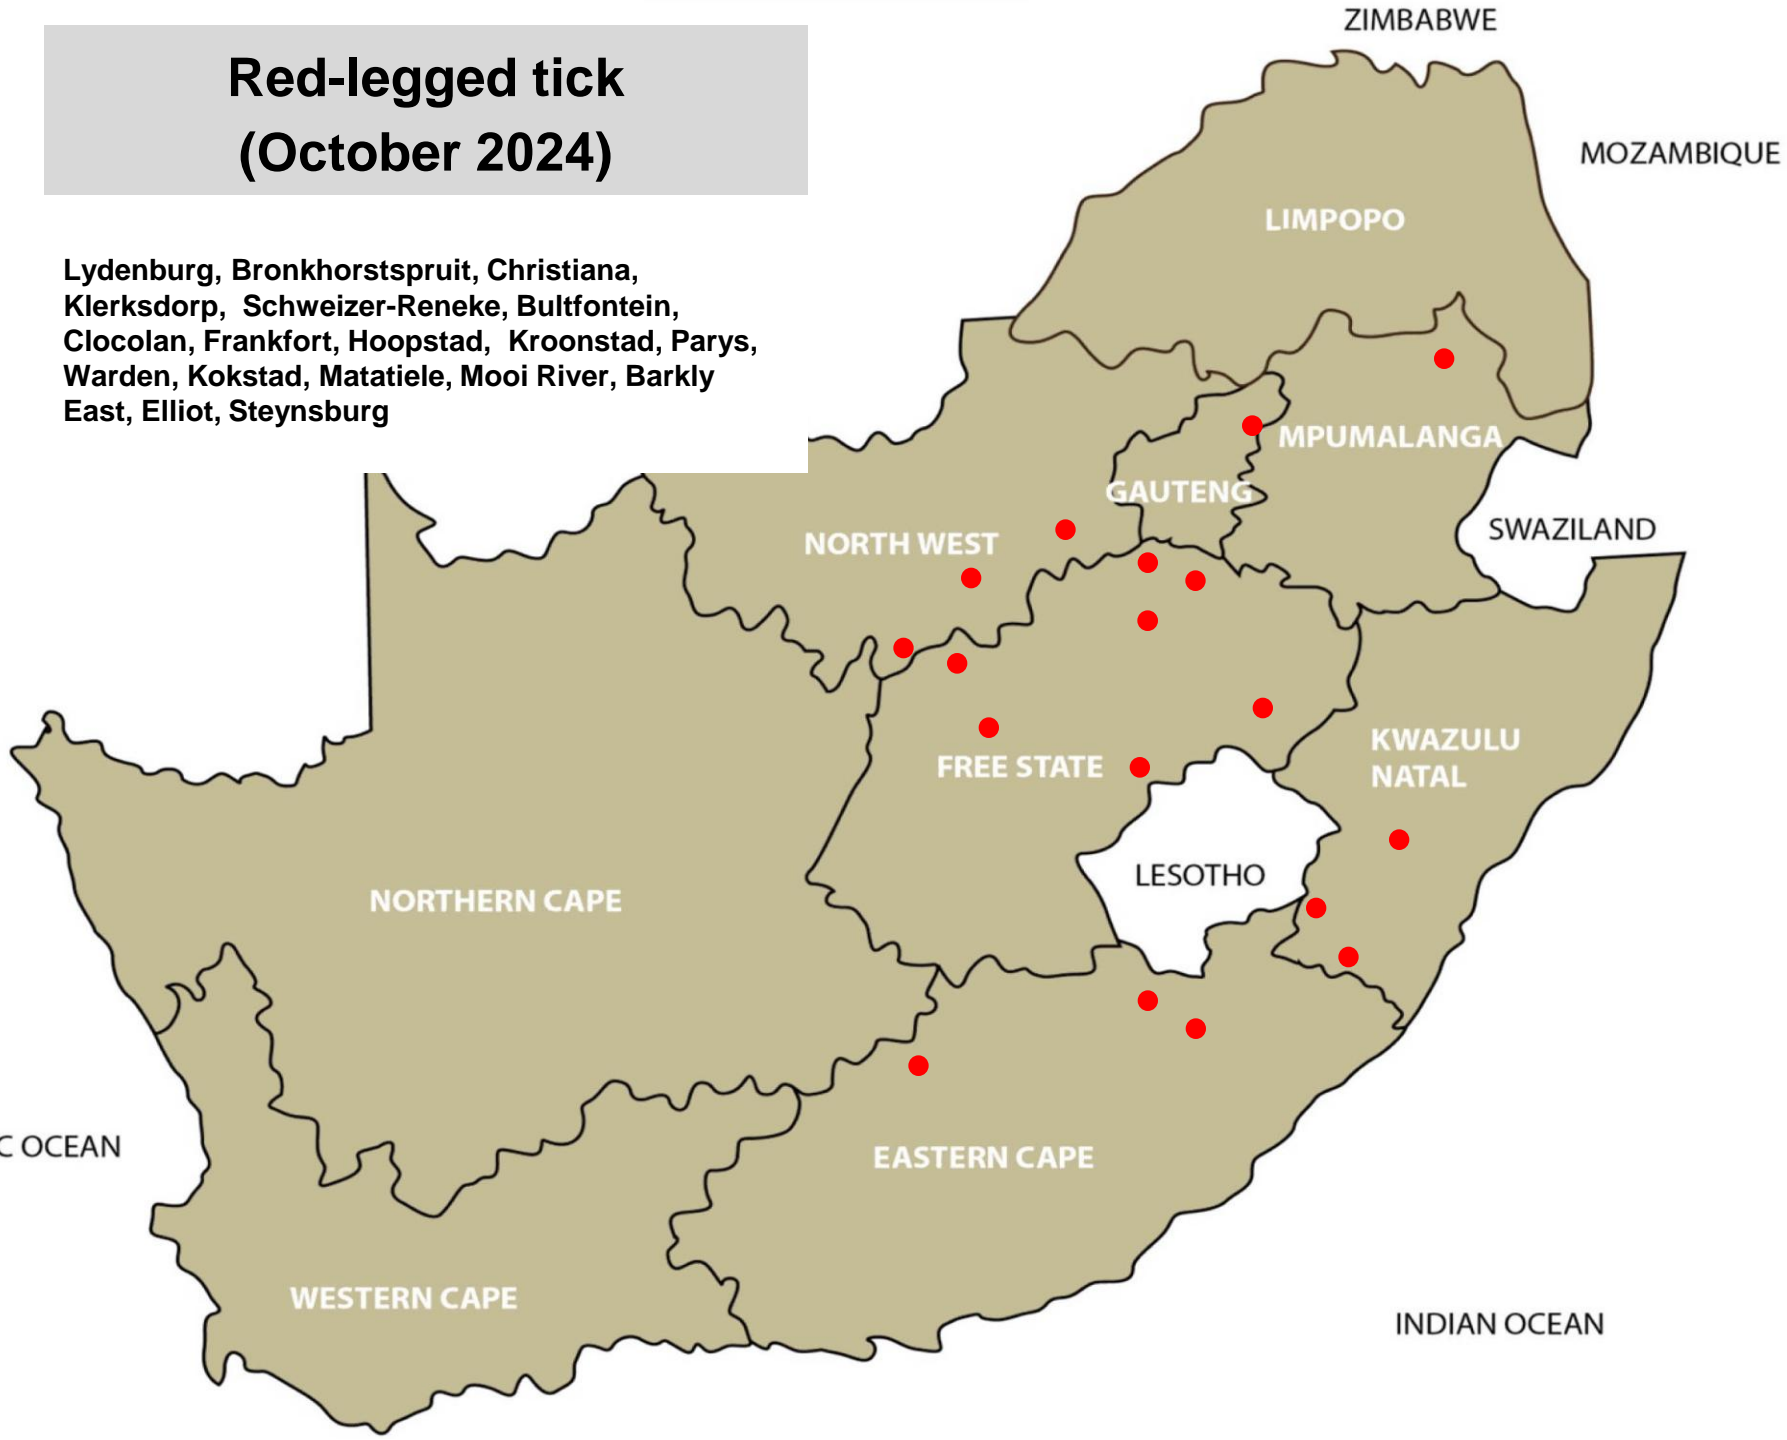 Red-legged tick
(October 2024)
Lydenburg, Bronkhorstspruit, Christiana,
Klerksdorp, Schweizer-Reneke, Bultfontein,
Clocolan, Frankfort, Hoopstad, Kroonstad, Parys,
Warden, Kokstad, Matatiele, Mooi River, Barkly
East, Elliot, Steynsburg
ZIMBABWE
MOZAMBIQUE
LIMPOPO
MPUMALANGA
GAUTENG
SWAZILAND
NORTH WEST
KWAZULU
NATAL
FREE STATE
LESOTHO
NORTHERN CAPE
C OCEAN
EASTERN CAPE
WESTERN CAPE
INDIAN OCEAN